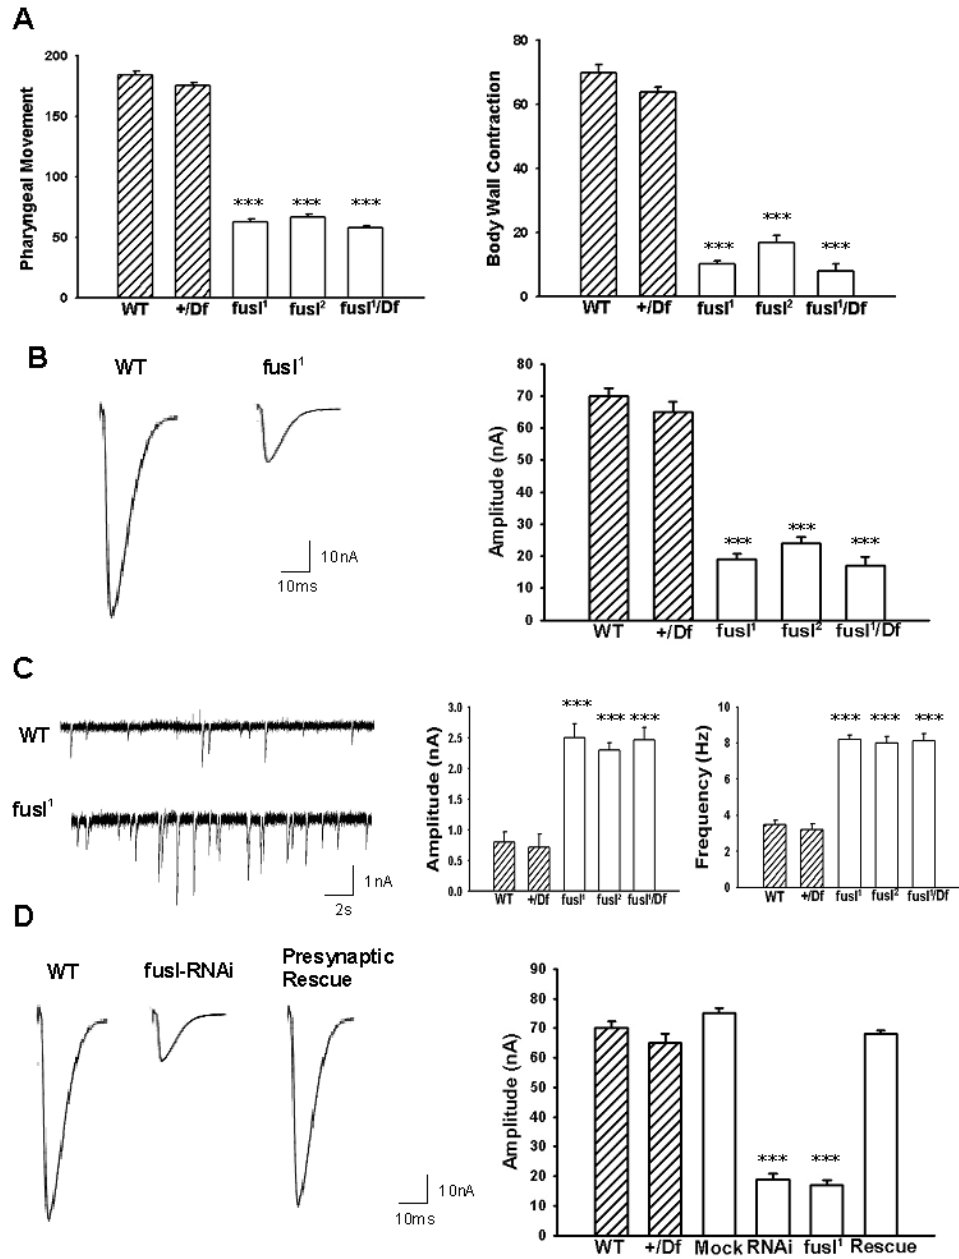 A
Pharyngeal Movement
200
150
100
50
0
*** *** ***
WT +/Df fusl¹ fusl² fusl¹/Df
Body Wall Contraction
80
60
40
20
0
*** *** ***
WT +/Df fusl¹ fusl² fusl¹/Df
B
WT fusl¹
10nA
10ms
Amplitude (nA)
80
70
60
50
40
30
20
10
0
*** *** ***
WT +/Df fusl¹ fusl² fusl¹/Df
C
WT
fusl¹
1 nA
2s
Amplitude (nA)
3.0
2.5
2.0
1.5
1.0
0.5
0.0
*** *** ***
WT +/Df fusl¹ fusl² fusl¹/Df
Frequency (Hz)
10
8
6
4
2
0
*** *** ***
WT +/Df fusl¹ fusl² fusl¹/Df
D
WT fusl-RNAi Presynaptic
Rescue
10nA
10ms
Amplitude (nA)
90
80
70
60
50
40
30
20
10
0
*** ***
WT +/Df Mock RNAi fusl¹ Rescue